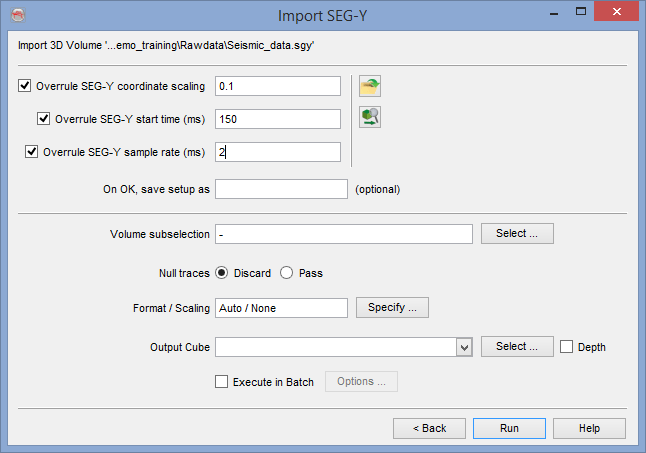 Import SEG-Y
Import 3D Volume '...emo_training\Rawdata\Seismic_data.sgy'
Overrule SEG-Y coordinate scaling 0.1
Overrule SEG-Y start time (ms) 150
Overrule SEG-Y sample rate (ms) 2
On OK, save setup as (optional)
Volume subselection - Select ...
Null traces Discard Pass
Format / Scaling Auto / None Specify ...
Output Cube Select ... Depth
Execute in Batch Options ...
< Back Run Help